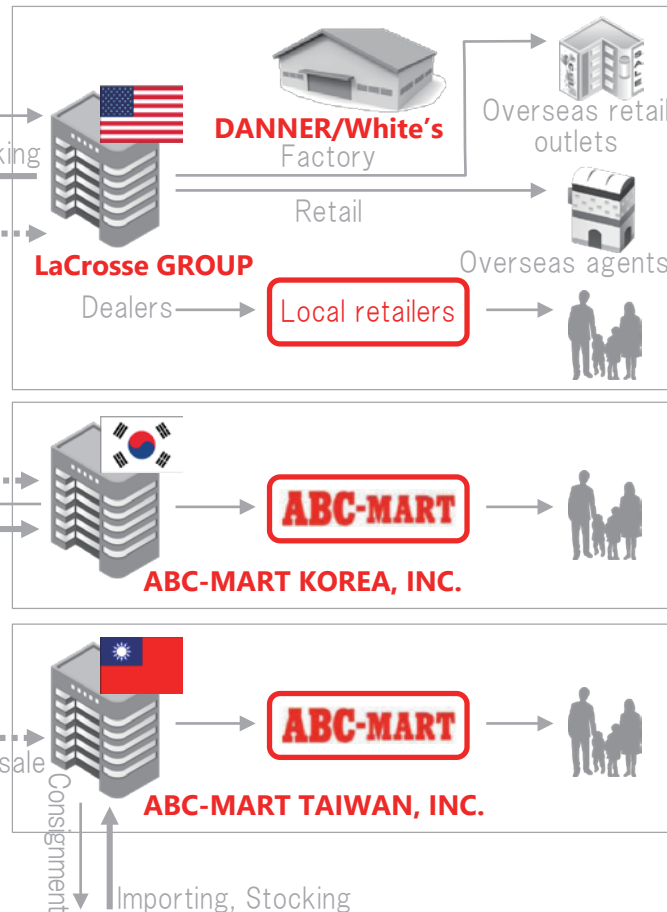 DANNER/White's
Factory
Overseas retail
outlets
Retail
LaCrosse GROUP
Overseas agents
Dealers
Local retailers
ABC-MART
ABC-MART KOREA, INC.
ABC-MART
ABC-MART TAIWAN, INC.
Consignment
Importing, Stocking